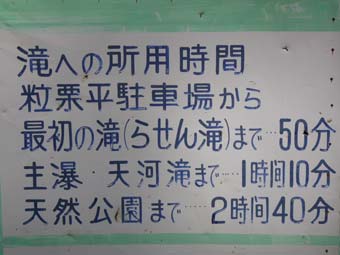 滝への所用時間
粒栗平駐車場から
最初の滝(らせん滝)まで…50分
主瀑・天河滝まで…1時間10分
天然公園まで……2時間40分